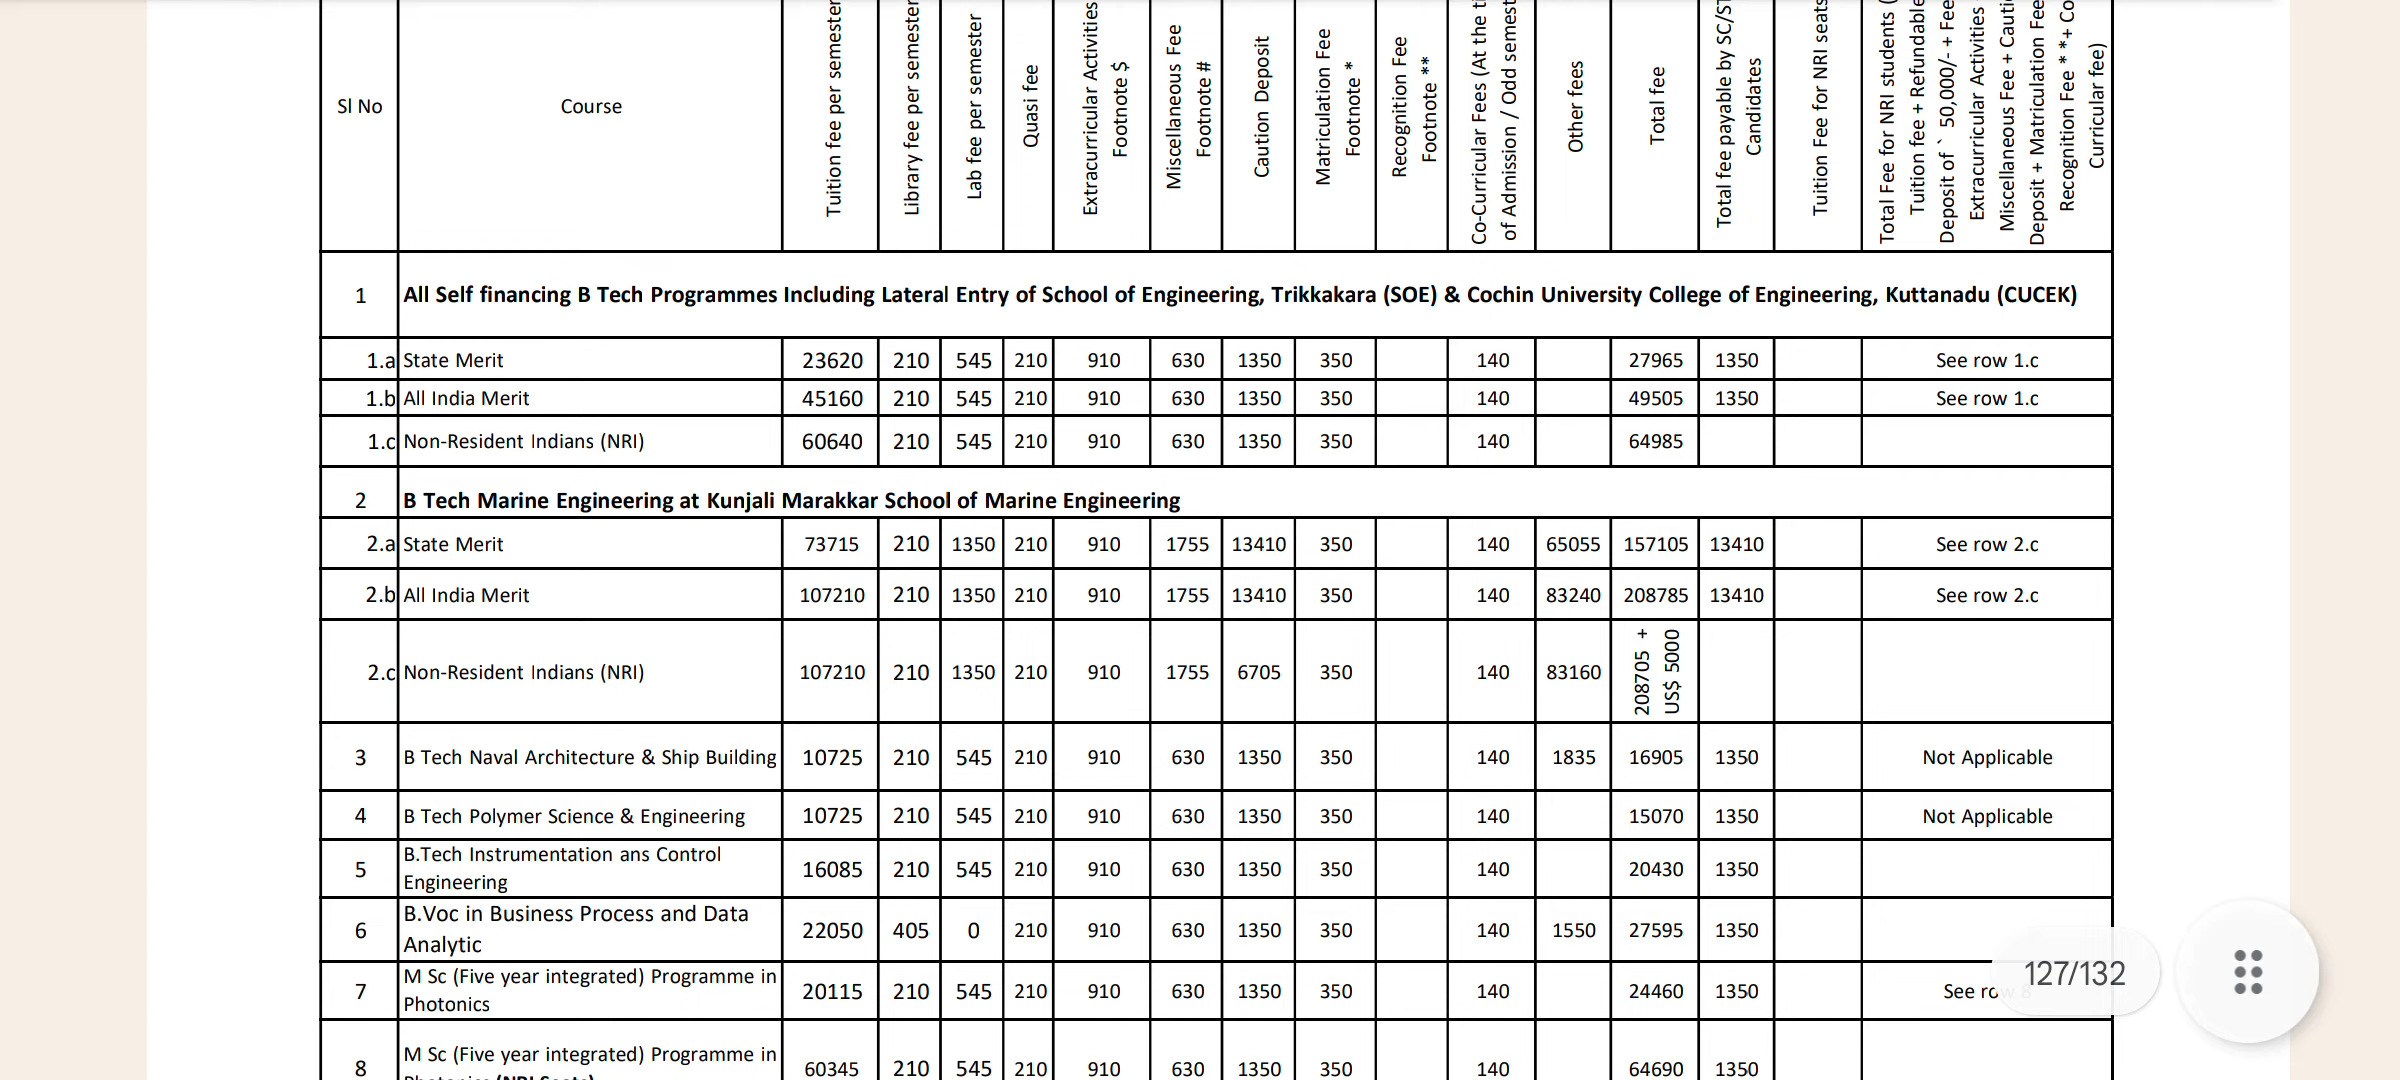 Sl No
Course
Tuition fee per semester
Library fee per semester
Lab fee per semester
Quasi fee
Extracurricular Activities
Footnote $
Miscellaneous Fee
Footnote #
Caution Deposit
Matriculation Fee
Footnote *
Recognition Fee
Footnote **
Co-Curricular Fees (At the
of Admission / Odd
Other fees
Total fee
Total fee payable by
Candidates
Tuition Fee for NRI seats
Total Fee for NRI students (
Tuition fee + Refundable
Deposit of ` 50,000/- + Fee
Extracurricular Activities
Miscellaneous Fee +
Deposit + Matriculation Fee
Recognition Fee **+
Curricular fee)
1 All Self financing B Tech Programmes Including Lateral Entry of School of Engineering, Trikkakara (SOE) & Cochin University College of Engineering, Kuttanadu (CUCEK)
1.a State Merit 23620 210 545 210 910 630 1350 350 140 27965 1350 See row 1.c
1.b All India Merit 45160 210 545 210 910 630 1350 350 140 49505 1350 See row 1.c
1.c Non-Resident Indians (NRI) 60640 210 545 210 910 630 1350 350 140 64985
2 B Tech Marine Engineering at Kunjali Marakkar School of Marine Engineering
2.a State Merit 73715 210 1350 210 910 1755 13410 350 140 65055 157105 13410 See row 2.c
2.b All India Merit 107210 210 1350 210 910 1755 13410 350 140 83240 208785 13410 See row 2.c
2.c Non-Resident Indians (NRI) 107210 210 1350 210 910 1755 6705 350 140 83160 208705 + US$ 5000
3 B Tech Naval Architecture & Ship Building 10725 210 545 210 910 630 1350 350 140 1835 16905 1350 Not Applicable
4 B Tech Polymer Science & Engineering 10725 210 545 210 910 630 1350 350 140 15070 1350 Not Applicable
B.Tech Instrumentation ans Control
5 Engineering 16085 210 545 210 910 630 1350 350 140 20430 1350
B.Voc in Business Process and Data
6 Analytic 22050 405 0 210 910 630 1350 350 140 1550 27595 1350
M Sc (Five year integrated) Programme in
7 Photonics 20115 210 545 210 910 630 1350 350 140 24460 1350 See row 8
127/132
M Sc (Five year integrated) Programme in
8 60345 210 545 210 910 630 1350 350 140 64690 1350